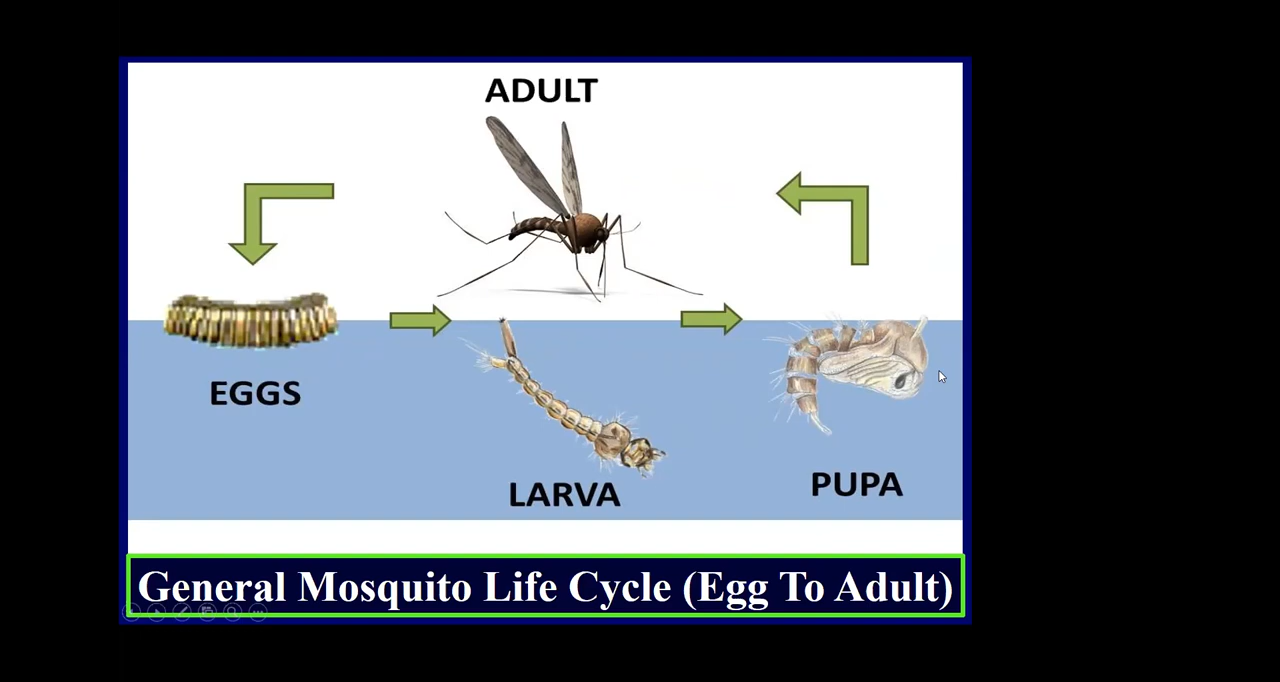 ADULT
EGGS
LARVA
PUPA
General Mosquito Life Cycle (Egg To Adult)